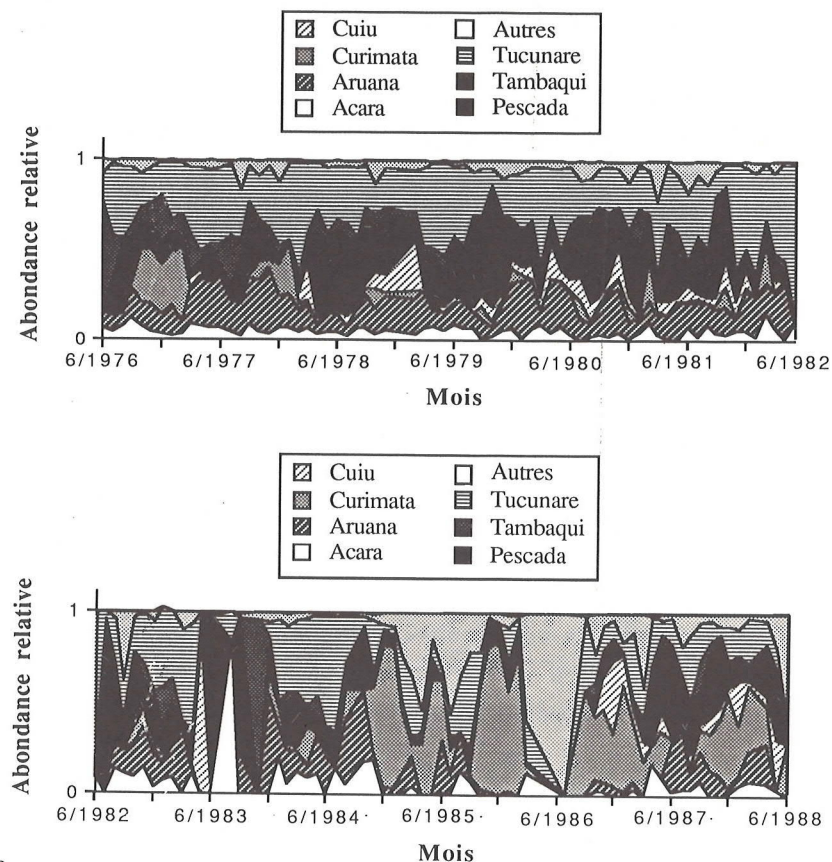 Cuiu Autres
Curimata Tucunare
Aruana Tambaqui
Acara Pescada
Abondance relative
1
0
6/1976 6/1977 6/1978 6/1979 6/1980 6/1981 6/1982
Mois
Cuiu Autres
Curimata Tucunare
Aruana Tambaqui
Acara Pescada
Abondance relative
1
0
6/1982 6/1983 6/1984 6/1985 6/1986 6/1987 6/1988
Mois